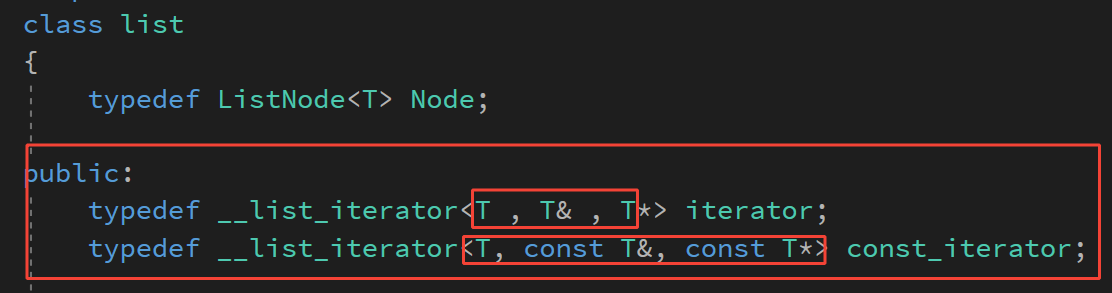 class list
{
typedef ListNode<T> Node;
public:
typedef __list_iterator<T , T& , T*> iterator;
typedef __list_iterator<T, const T&, const T*> const_iterator;